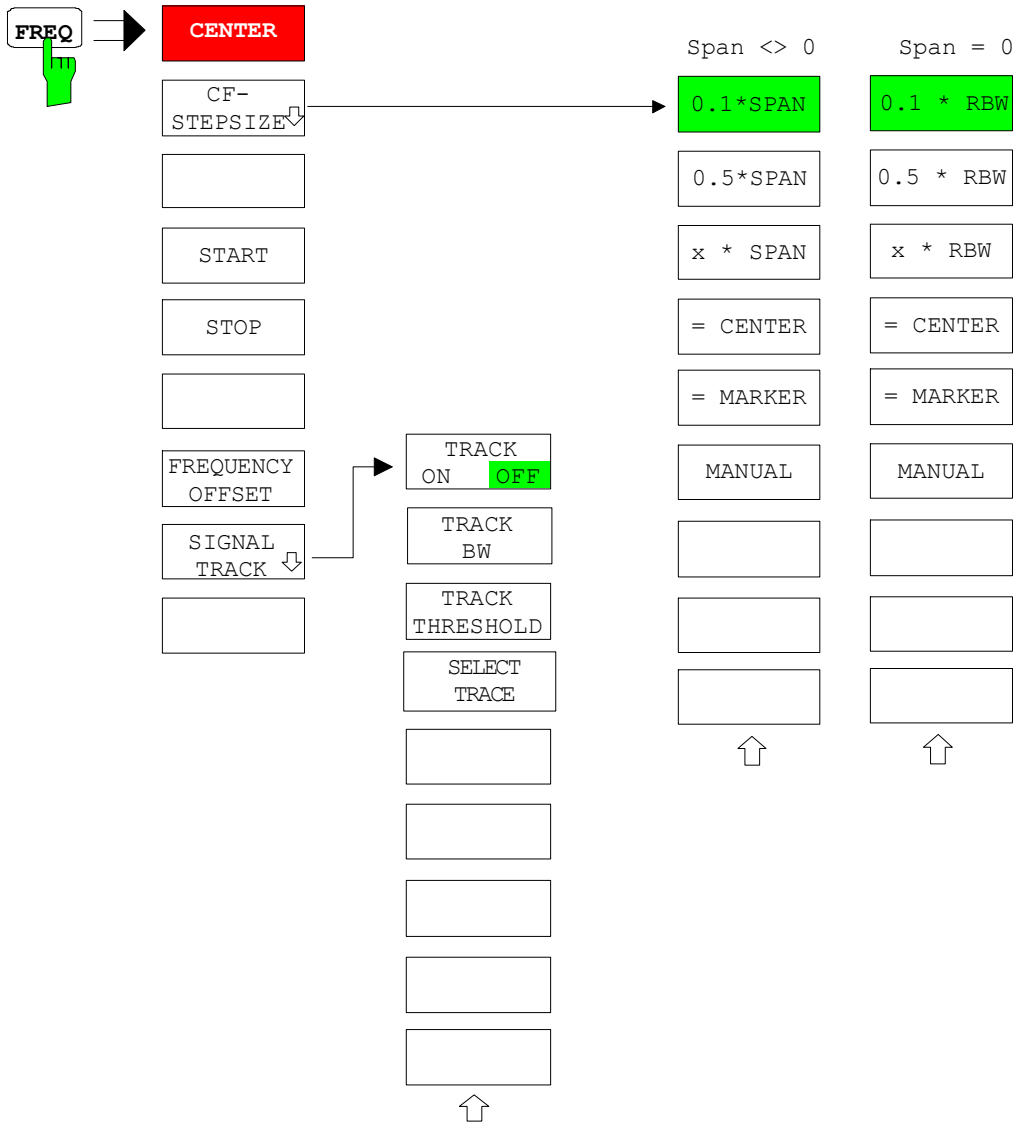 FREQ
CENTER
CF-
STEPSIZE
START
STOP
FREQUENCY
OFFSET
SIGNAL
TRACK
TRACK
ON OFF
TRACK
BW
TRACK
THRESHOLD
SELECT
TRACE
Span <> 0
0.1*SPAN
0.5*SPAN
x * SPAN
= CENTER
= MARKER
MANUAL
Span = 0
0.1 * RBW
0.5 * RBW
x * RBW
= CENTER
= MARKER
MANUAL